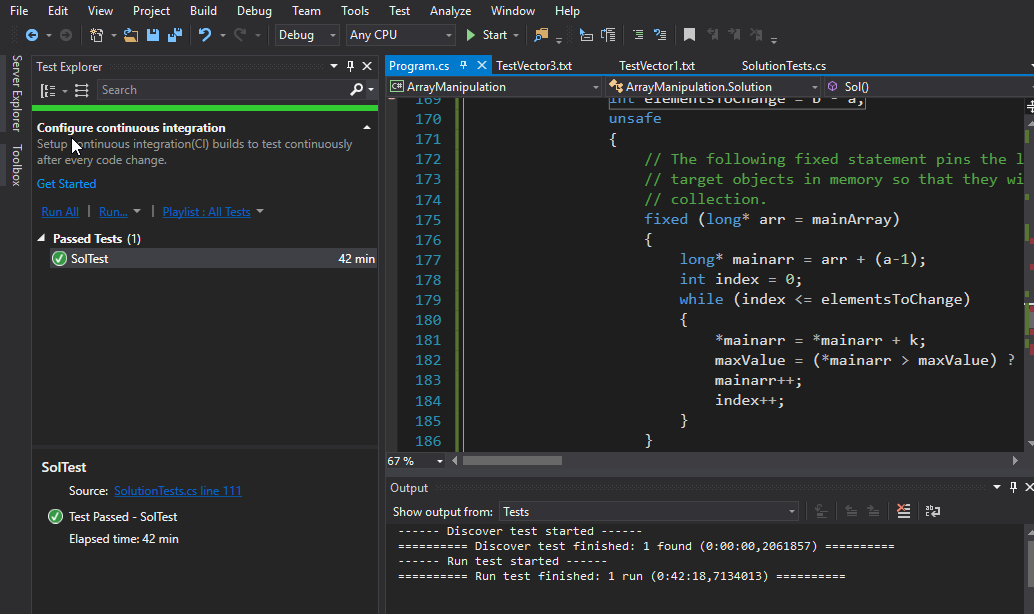 File Edit View Project Build Debug Team Tools Test Analyze Window Help
Debug Any CPU Start
Server Explorer
Toolbox
Test Explorer
Search
Configure continuous integration
Setup continuous integration(CI) builds to test continuously
after every code change.
Get Started
Run All | Run... | Playlist : All Tests
Passed Tests (1)
SolTest 42 min
SolTest
Source: SolutionTests.cs line 111
Test Passed - SolTest
Elapsed time: 42 min
Program.cs TestVector3.txt TestVector1.txt SolutionTests.cs
C# ArrayManipulation ArrayManipulation.Solution Sol()
169 int elementsToChange = b - a;
170 unsafe
171 {
172 // The following fixed statement pins the l
173 // target objects in memory so that they wi
174 // collection.
175 fixed (long* arr = mainArray)
176 {
177 long* mainarr = arr + (a-1);
178 int index = 0;
179 while (index <= elementsToChange)
180 {
181 *mainarr = *mainarr + k;
182 maxValue = (*mainarr > maxValue) ?
183 mainarr++;
184 index++;
185 }
186 }
67 %
Output
Show output from: Tests
------ Discover test started ------
========== Discover test finished: 1 found (0:00:00,2061857) ==========
------ Run test started ------
========== Run test finished: 1 run (0:42:18,7134013) ==========